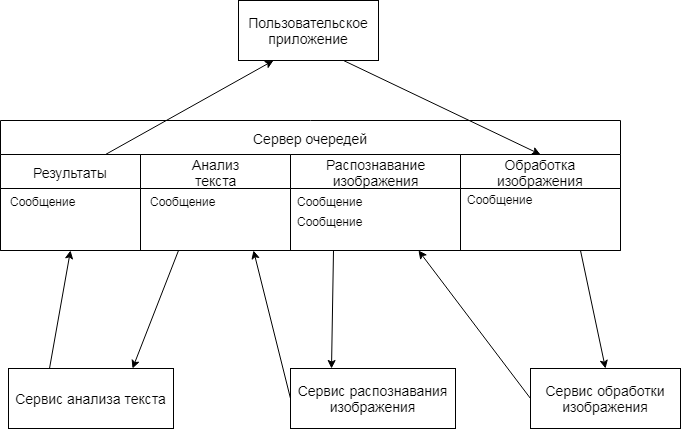 Пользовательское
приложение
Сервер очередей
Результаты
Анализ
текста
Распознавание
изображения
Обработка
изображения
Сообщение
Сообщение
Сообщение
Сообщение
Сообщение
Сервис анализа текста
Сервис распознавания
изображения
Сервис обработки
изображения